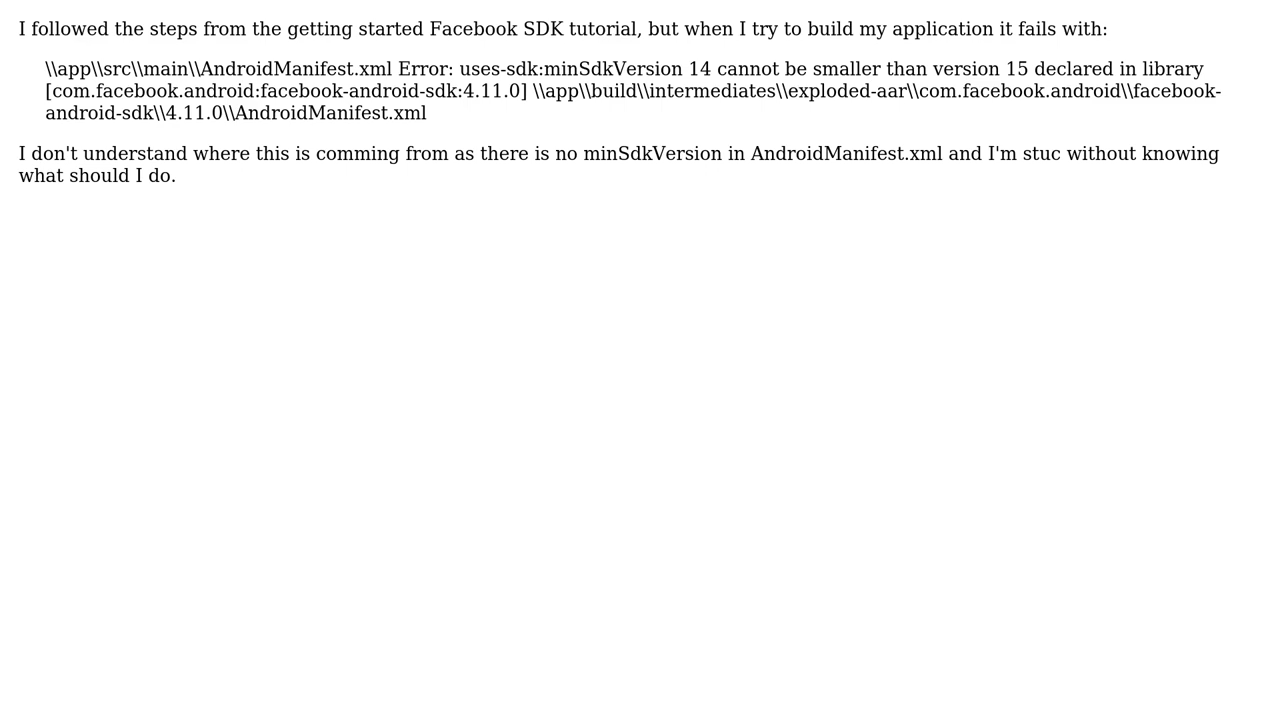 I followed the steps from the getting started Facebook SDK tutorial, but when I try to build my application it fails with:
\\app\\src\\main\\AndroidManifest.xml Error: uses-sdk:minSdkVersion 14 cannot be smaller than version 15 declared in library
[com.facebook.android:facebook-android-sdk:4.11.0] \\app\\build\\intermediates\\exploded-aar\\com.facebook.android\\facebook-
android-sdk\\4.11.0\\AndroidManifest.xml
I don't understand where this is comming from as there is no minSdkVersion in AndroidManifest.xml and I'm stuc without knowing
what should I do.